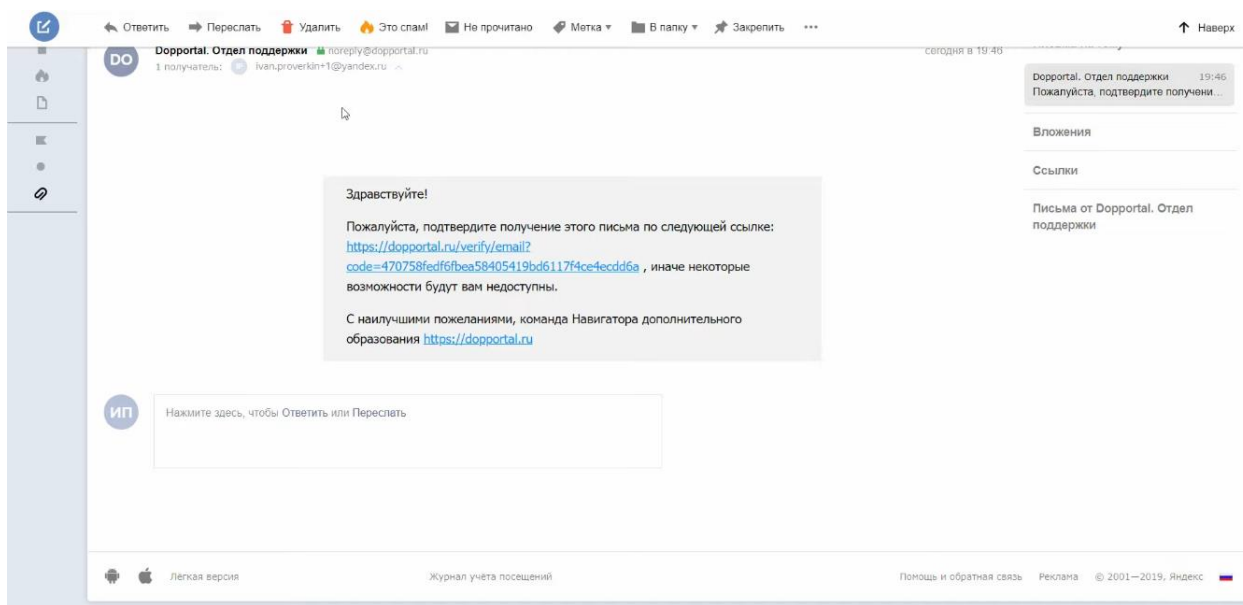 Ответить Переслать Удалить Это спам! Не прочитано Метка В папку Закрепить ••• Наверх
DO Dopportal. Отдел поддержки noreply@dopportal.ru сегодня в 19:46
1 получатель: ivan.proverkin+1@yandex.ru
Dopportal. Отдел поддержки 19:46
Пожалуйста, подтвердите получени...
Вложения
Ссылки
Письма от Dopportal. Отдел
поддержки
Здравствуйте!
Пожалуйста, подтвердите получение этого письма по следующей ссылке:
https://dopportal.ru/verify/email?
code=470758fedf6fbea58405419bd6117f4ce4ecdd6a , иначе некоторые
возможности будут вам недоступны.
С наилучшими пожеланиями, команда Навигатора дополнительного
образования https://dopportal.ru
ИП Нажмите здесь, чтобы Ответить или Переслать
Легкая версия Журнал учёта посещений Помощь и обратная связь Реклама © 2001—2019, Яндекс